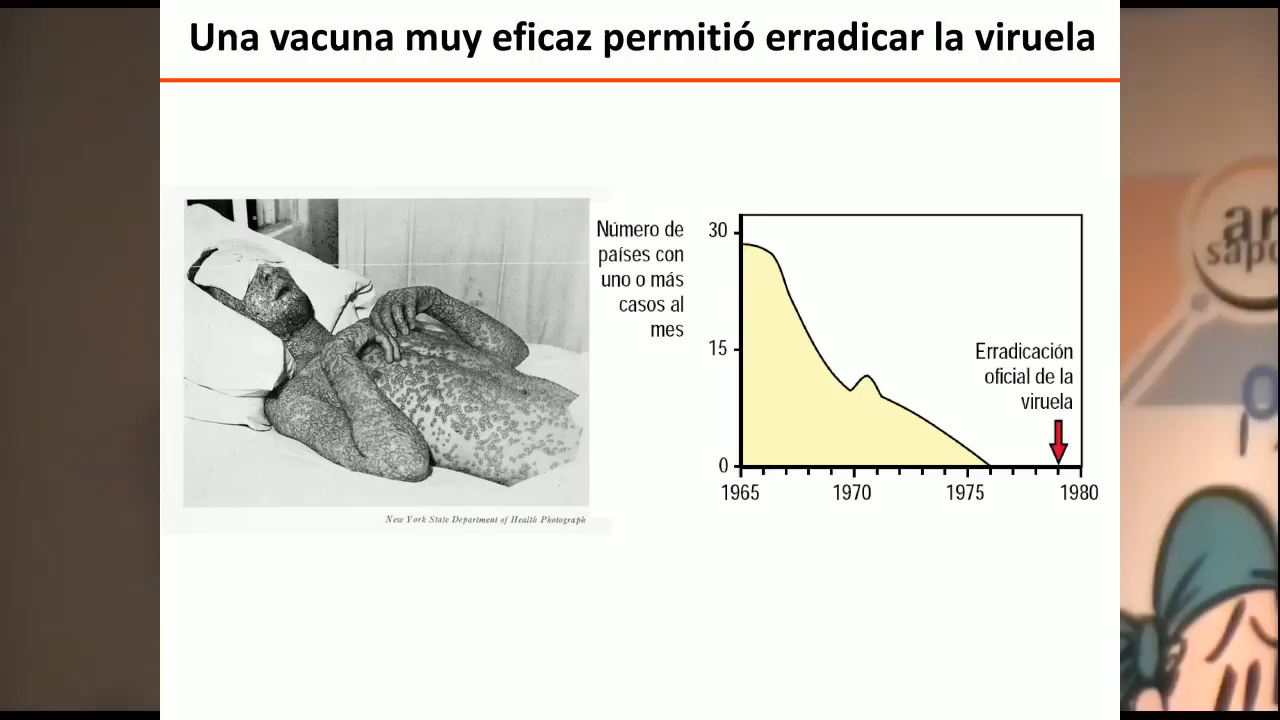 Una vacuna muy eficaz permitió erradicar la viruela
New York State Department of Health Photograph
Número de
países con
uno o más
casos al
mes
30
15
0
1965
1970
1975
1980
Erradicación
oficial de la
viruela